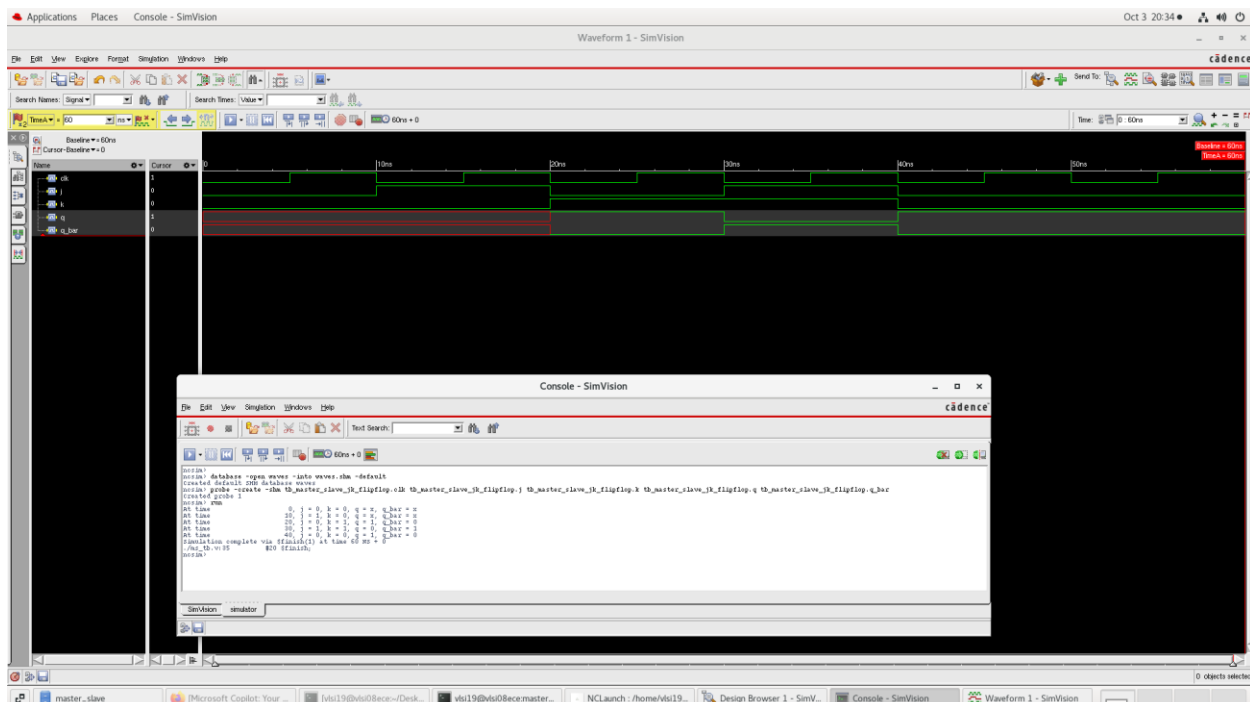 Applications Places Console - SimVision Oct 3 20:34
Waveform 1 - SimVision
File Edit View Explore Format Simulation Windows Help cādence
Send To:
Search Names: Signal Search Times: Value
TimeA = 60 ns 60ns + 0 Time: 0 : 60ns
Baseline = 60ns
Cursor-Baseline = 0
Baseline = 60ns
TimeA = 60ns
Name Cursor 0 10ns 20ns 30ns 40ns 50ns
clk 1
j 0
k 0
q 1
q_bar 0
Console - SimVision
File Edit View Simulation Windows Help cādence
Text Search:
60ns + 0
ncsim>
ncsim> database -open waves -into waves.shm -default
Created default SHM database waves
ncsim> probe -create -shm tb_master_slave_jk_flipflop.clk tb_master_slave_jk_flipflop.j tb_master_slave_jk_flipflop.k tb_master_slave_jk_flipflop.q tb_master_slave_jk_flipflop.q_bar
Created probe 1
ncsim> run
At time 0, j = 0, k = 0, q = x, q_bar = x
At time 10, j = 1, k = 0, q = x, q_bar = x
At time 20, j = 0, k = 1, q = 1, q_bar = 0
At time 30, j = 1, k = 1, q = 0, q_bar = 1
At time 40, j = 0, k = 0, q = 1, q_bar = 0
Simulation complete via $finish(1) at time 60 NS + 0
./ms_tb.v:35 #20 $finish;
ncsim>
SimVision simulator
0 objects selected
master_slave [Microsoft Copilot: Your ... [vlsi19@vlsi08ece:~/Desk... vlsi19@vlsi08ece:master... NCLaunch : /home/vlsi19... Design Browser 1 - SimV... Console - SimVision Waveform 1 - SimVision